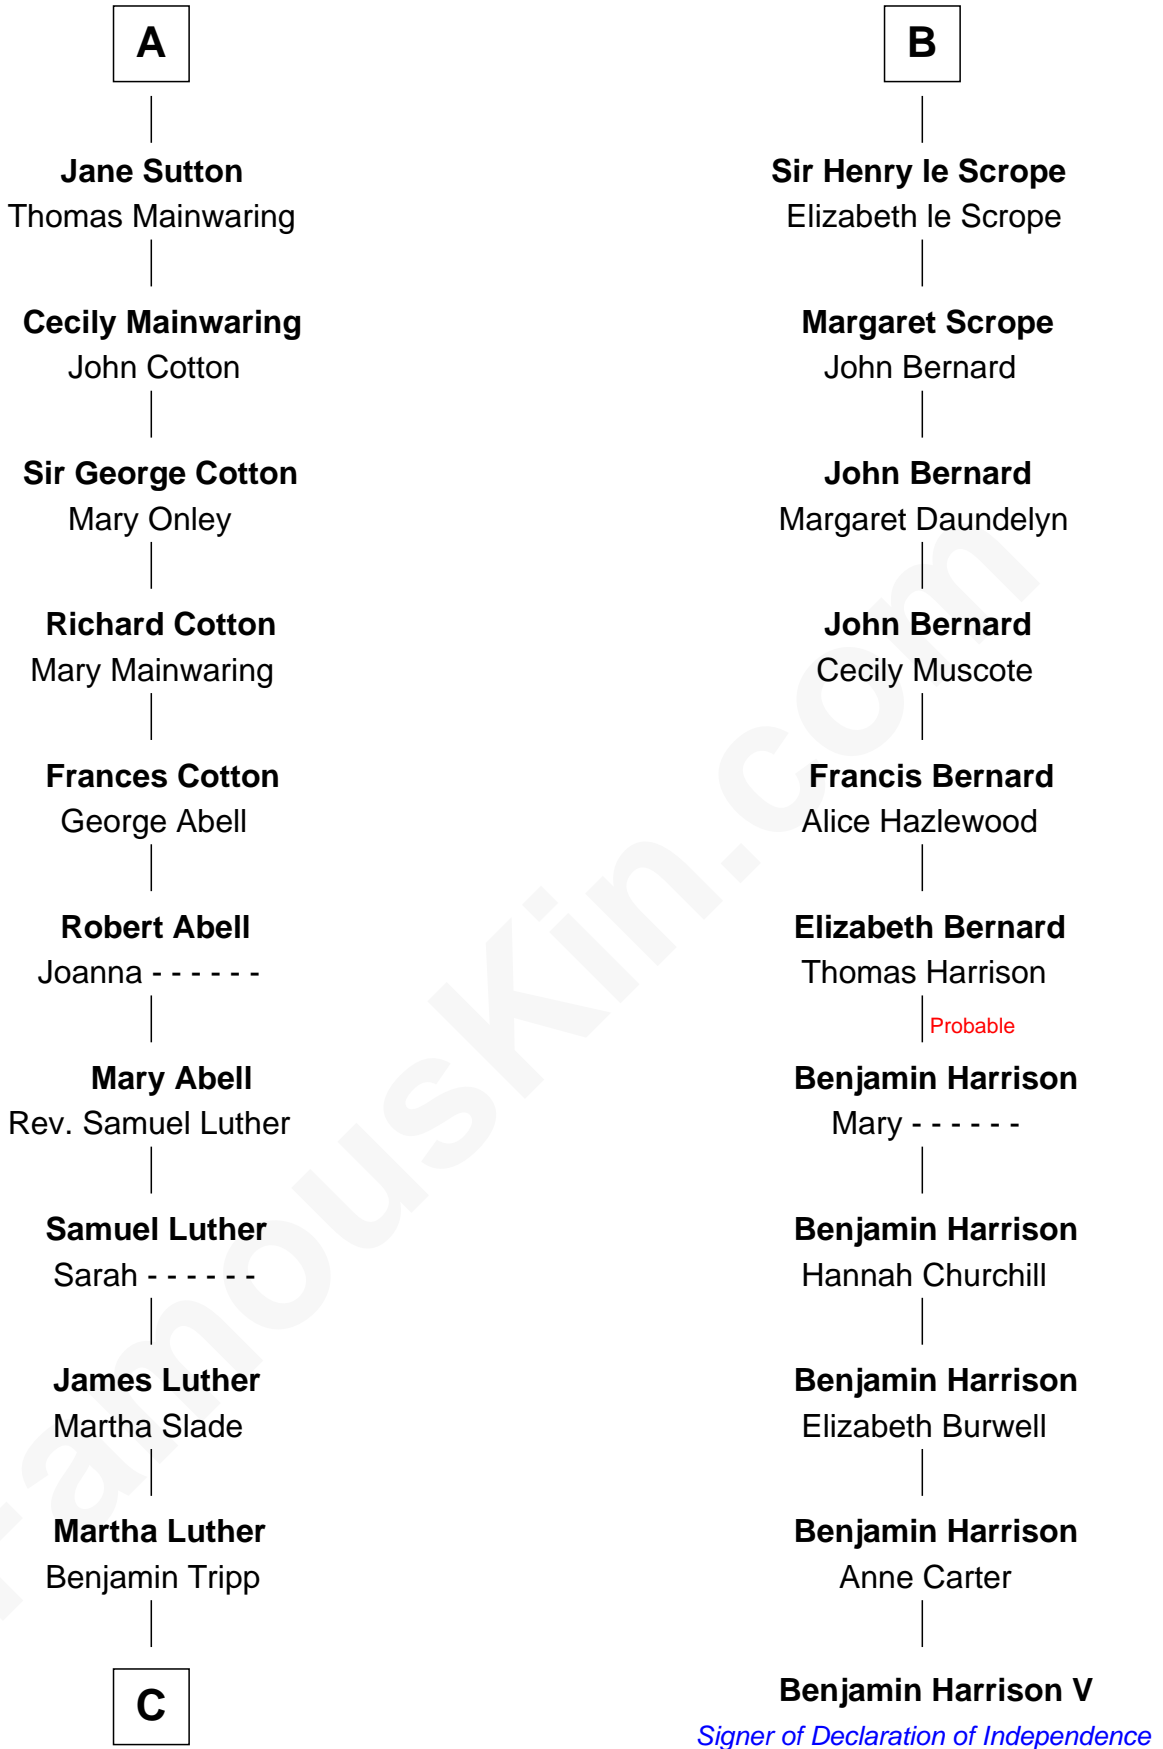 A
Jane Sutton
Thomas Mainwaring
Cecily Mainwaring
John Cotton
Sir George Cotton
Mary Onley
Richard Cotton
Mary Mainwaring
Frances Cotton
George Abell
Robert Abell
Joanna - - - - - -
Mary Abell
Rev. Samuel Luther
Samuel Luther
Sarah - - - - - -
James Luther
Martha Slade
Martha Luther
Benjamin Tripp
C
B
Sir Henry le Scrope
Elizabeth le Scrope
Margaret Scrope
John Bernard
John Bernard
Margaret Daundelyn
John Bernard
Cecily Muscote
Francis Bernard
Alice Hazlewood
Elizabeth Bernard
Thomas Harrison
Probable
Benjamin Harrison
Mary - - - - - -
Benjamin Harrison
Hannah Churchill
Benjamin Harrison
Elizabeth Burwell
Benjamin Harrison
Anne Carter
Benjamin Harrison V
Signer of Declaration of Independence
FamousKin.com